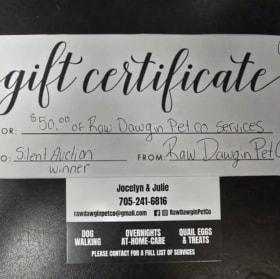 gift certificate
FOR: $50.00 of Raw Dawgin Pet co Services
TO: Silent Auction FROM: Raw Dawgin Pet C
winner
Jocelyn & Julie
705-241-6816
rawdawginpetco@gmail.com RawDawginPetCo
DOG WALKING
OVERNIGHTS AT-HOME-CARE
QUAIL EGGS & TREATS
PLEASE CONTACT FOR A FULL LIST OF SERVICES